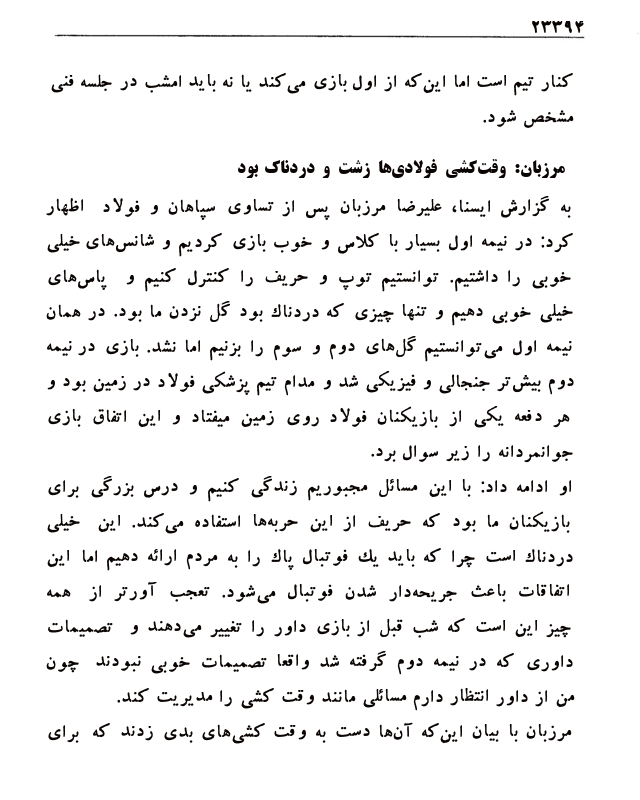 ۲۳۳۹۴
کنار تیم است اما این‌که از اول بازی می‌کند یا نه باید امشب در جلسه فنی
مشخص شود.
مرزبان: وقت‌کشی فولادی‌ها زشت و دردناک بود
به گزارش ایسنا، علیرضا مرزبان پس از تساوی سپاهان و فولاد اظهار
کرد: در نیمه اول بسیار با کلاس و خوب بازی کردیم و شانس‌های خیلی
خوبی را داشتیم. توانستیم توپ و حریف را کنترل کنیم و پاس‌های
خیلی خوبی دهیم و تنها چیزی که دردناك بود گل نزدن ما بود. در همان
نیمه اول می‌توانستیم گل‌های دوم و سوم را بزنیم اما نشد. بازی در نیمه
دوم بیش‌تر جنجالی و فیزیکی شد و مدام تیم پزشکی فولاد در زمین بود و
هر دفعه یکی از بازیکنان فولاد روی زمین میفتاد و این اتفاق بازی
جوانمردانه را زیر سوال برد.
او ادامه داد: با این مسائل مجبوریم زندگی کنیم و درس بزرگی برای
بازیکنان ما بود که حریف از این حربه‌ها استفاده می‌کند. این خیلی
دردناك است چرا که باید یك فوتبال پاك را به مردم ارائه دهیم اما این
اتفاقات باعث جریحه‌دار شدن فوتبال می‌شود. تعجب آورتر از همه
چیز این است که شب قبل از بازی داور را تغییر می‌دهند و تصمیمات
داوری که در نیمه دوم گرفته شد واقعا تصمیمات خوبی نبودند چون
من از داور انتظار دارم مسائلی مانند وقت کشی را مدیریت کند.
مرزبان با بیان این‌که آن‌ها دست به وقت کشی‌های بدی زدند که برای